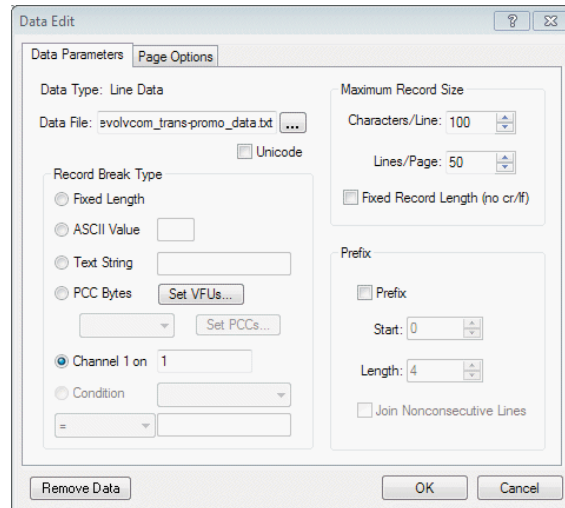 Data Edit
Data Parameters
Page Options
Data Type: Line Data
Data File: evolvcom_trans-promo_data.txt ...
Unicode
Record Break Type
Fixed Length
ASCII Value
Text String
PCC Bytes Set VFUs...
Set PCCs...
Channel 1 on 1
Condition
=
Maximum Record Size
Characters/Line: 100
Lines/Page: 50
Fixed Record Length (no cr/lf)
Prefix
Prefix
Start: 0
Length: 4
Join Nonconsecutive Lines
Remove Data
OK
Cancel